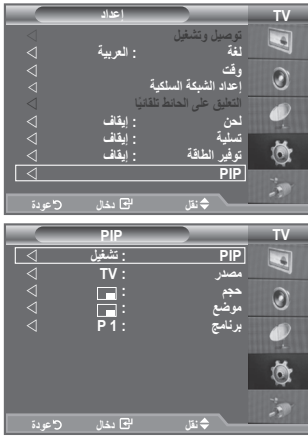 TV
إعداد
توصيل وتشغيل
لغة : العربية
وقت
إعداد الشبكة السلكية
التعليق على الحائط تلقائيًا
لحن : إيقاف
تسلية : إيقاف
توفير الطاقة : إيقاف
PIP
نقل دخال عودة
TV
PIP
PIP : تشغيل
مصدر : TV
حجم :
موضع :
برنامج : P 1
نقل دخال عودة